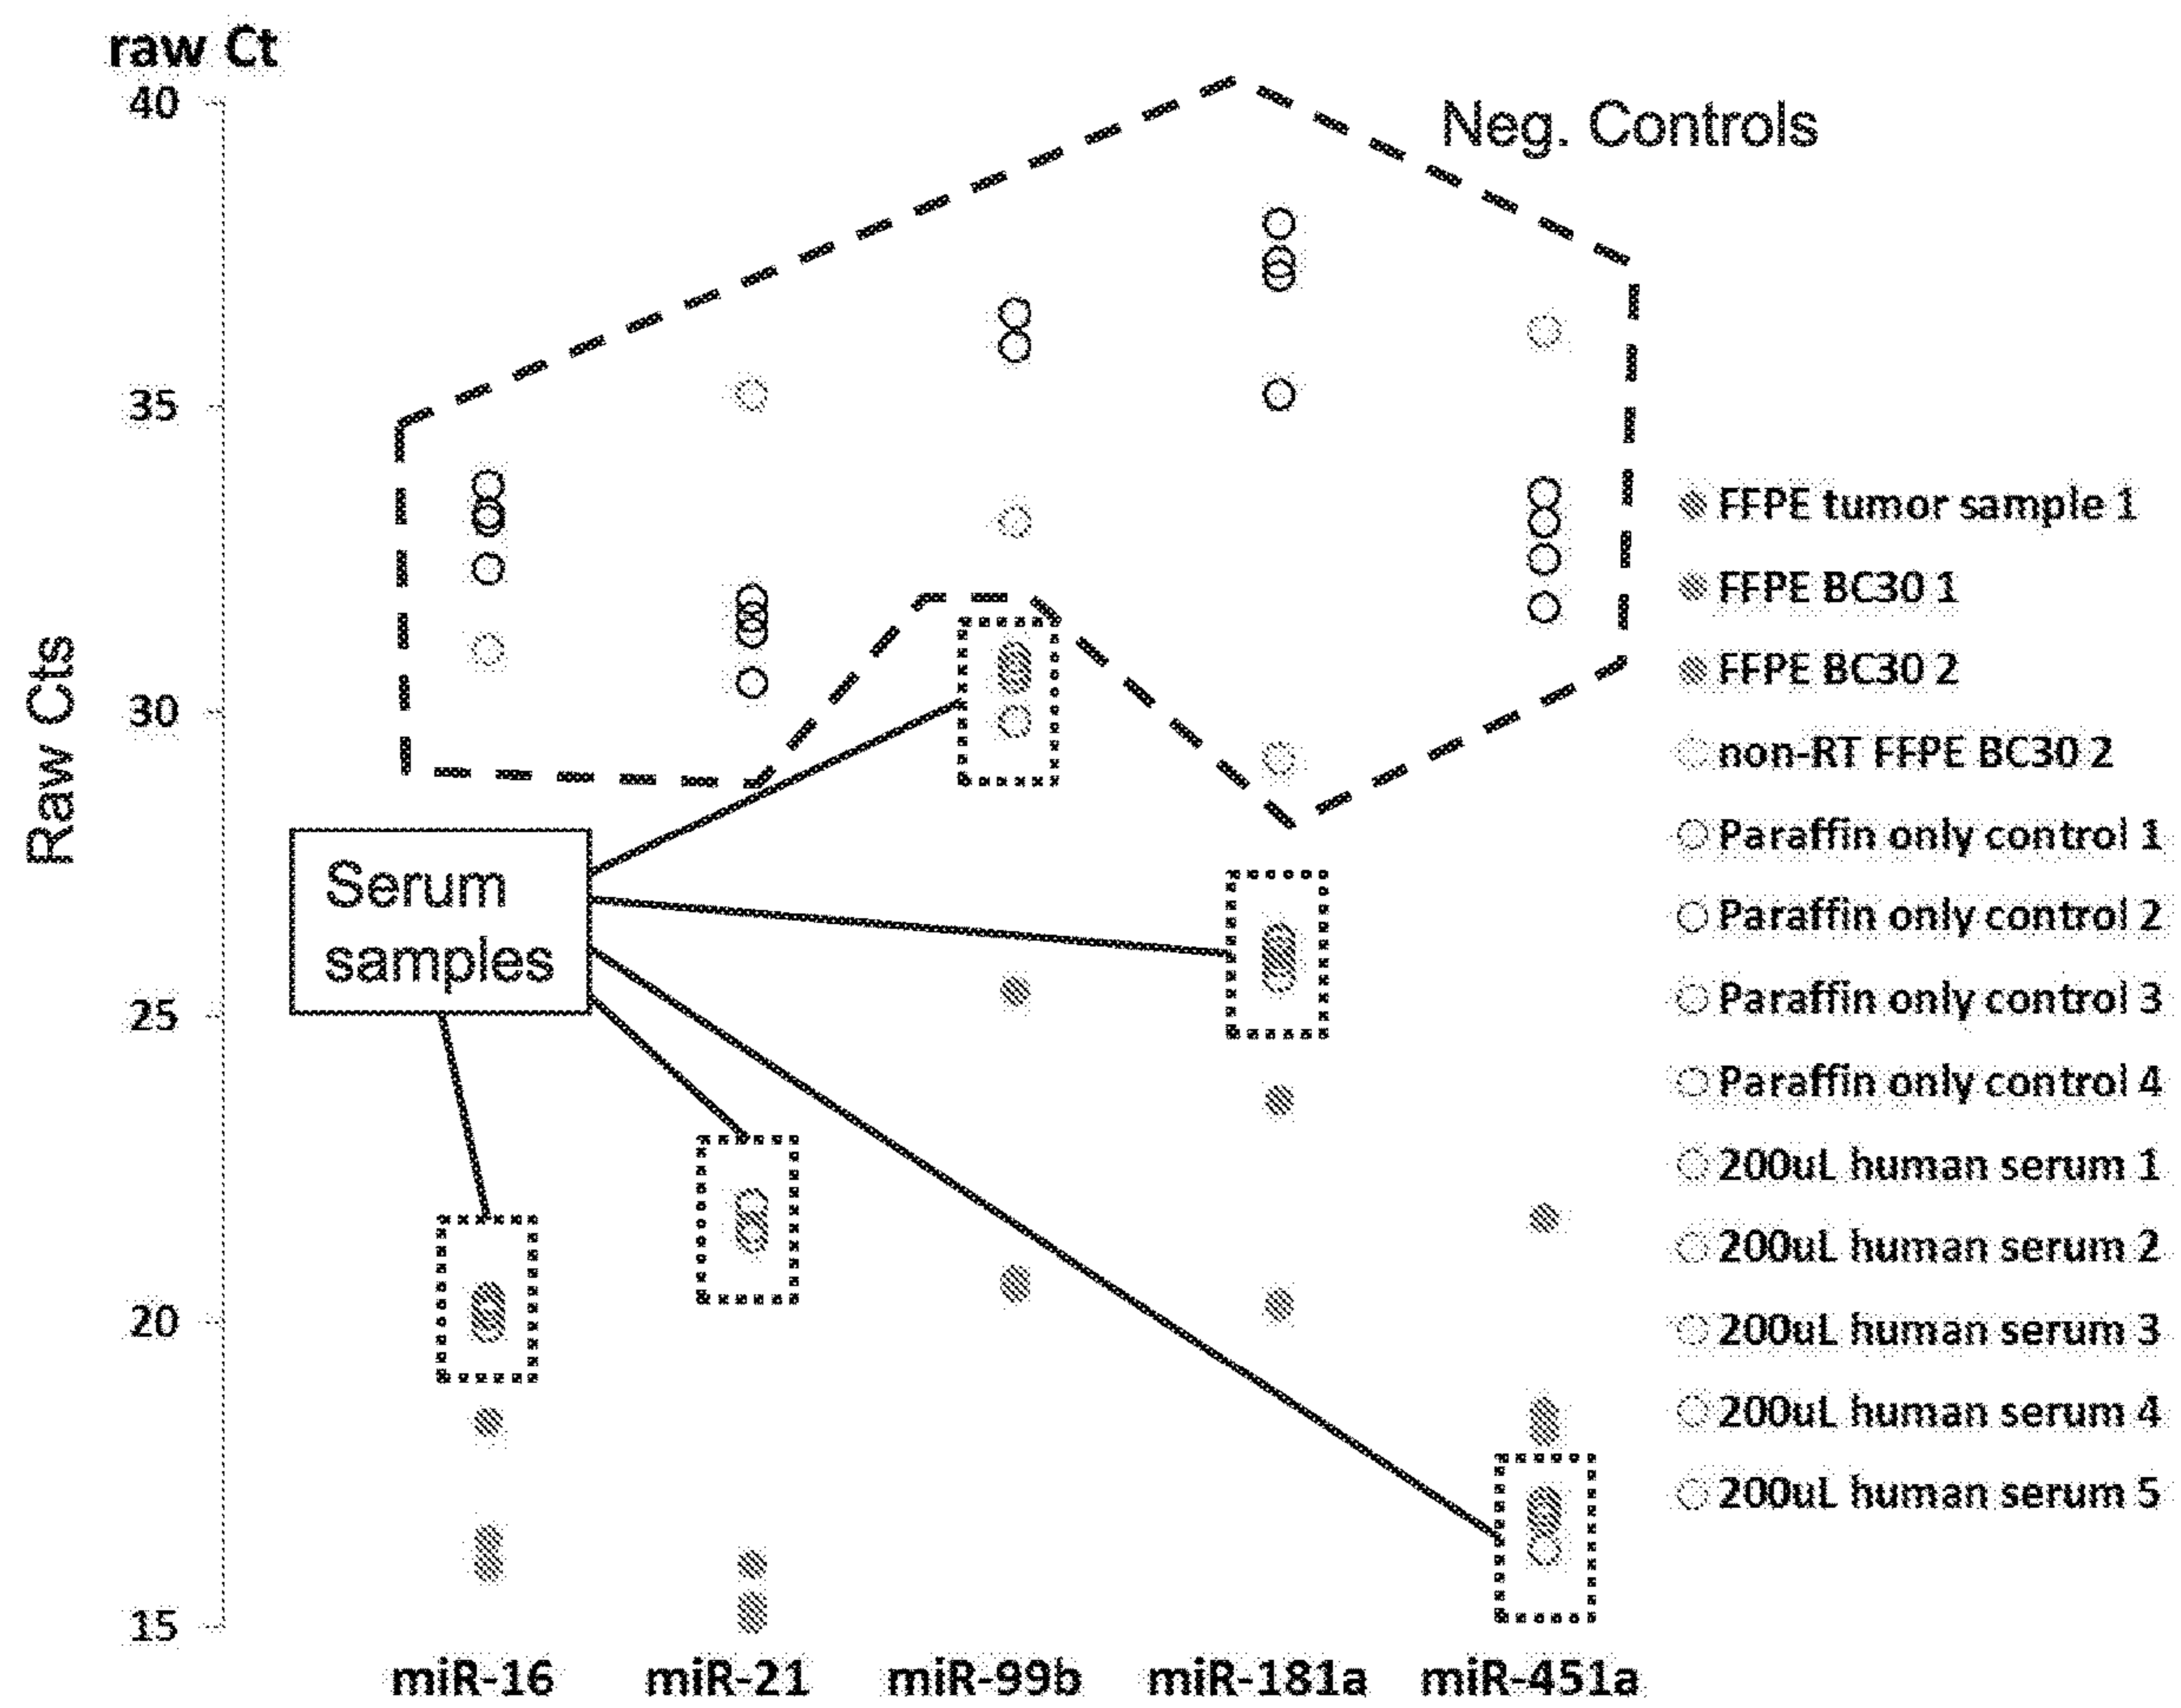 raw Ct
40
Neg. Controls
35
30
25
20
15
Raw Cts
Serum
samples
FFPE tumor sample 1
FFPE BC30 1
FFPE BC30 2
non-RT FFPE BC30 2
Paraffin only control 1
Paraffin only control 2
Paraffin only control 3
Paraffin only control 4
200uL human serum 1
200uL human serum 2
200uL human serum 3
200uL human serum 4
200uL human serum 5
miR-16 miR-21 miR-99b miR-181a miR-451a